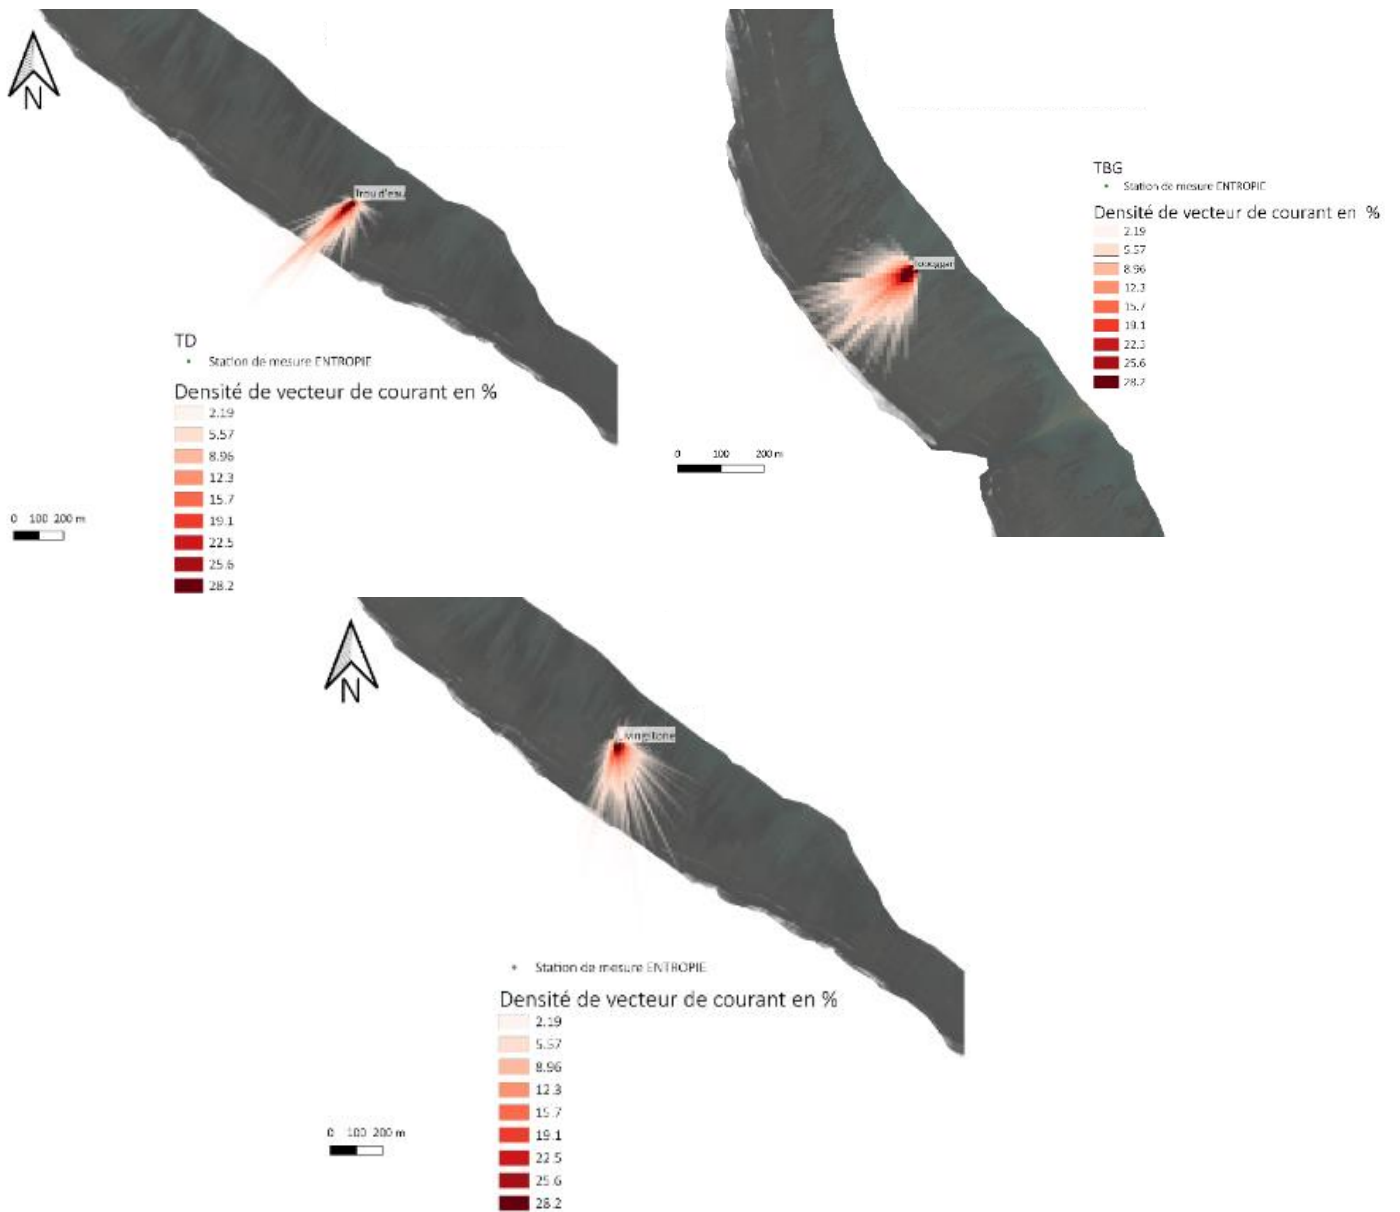 N
Trou d'eau
TD
Station de mesure ENTROPIE
Densité de vecteur de courant en %
2.19
5.57
8.96
12.3
15.7
19.1
22.5
25.6
28.2
0 100 200 m
TBG
Station de mesure ENTROPIE
Densité de vecteur de courant en %
2.19
5.57
8.96
12.3
15.7
19.1
22.5
25.6
28.2
0 100 200 m
N
Station de mesure ENTROPIE
Densité de vecteur de courant en %
2.19
5.57
8.96
12.3
15.7
19.1
22.5
25.6
28.2
0 100 200 m